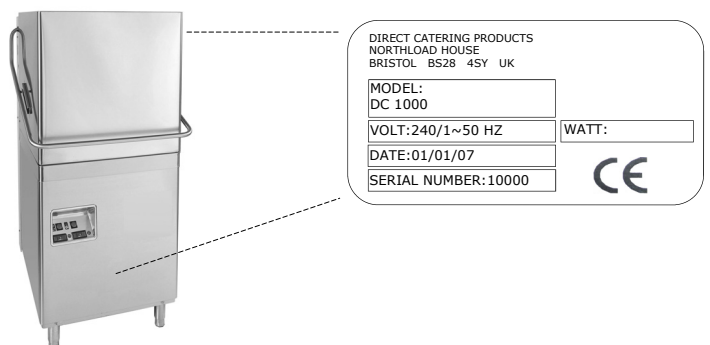 DIRECT CATERING PRODUCTS
NORTHLOAD HOUSE
BRISTOL BS28 4SY UK
MODEL:
DC 1000
VOLT:240/1~50 HZ WATT:
DATE:01/01/07
SERIAL NUMBER:10000
CE